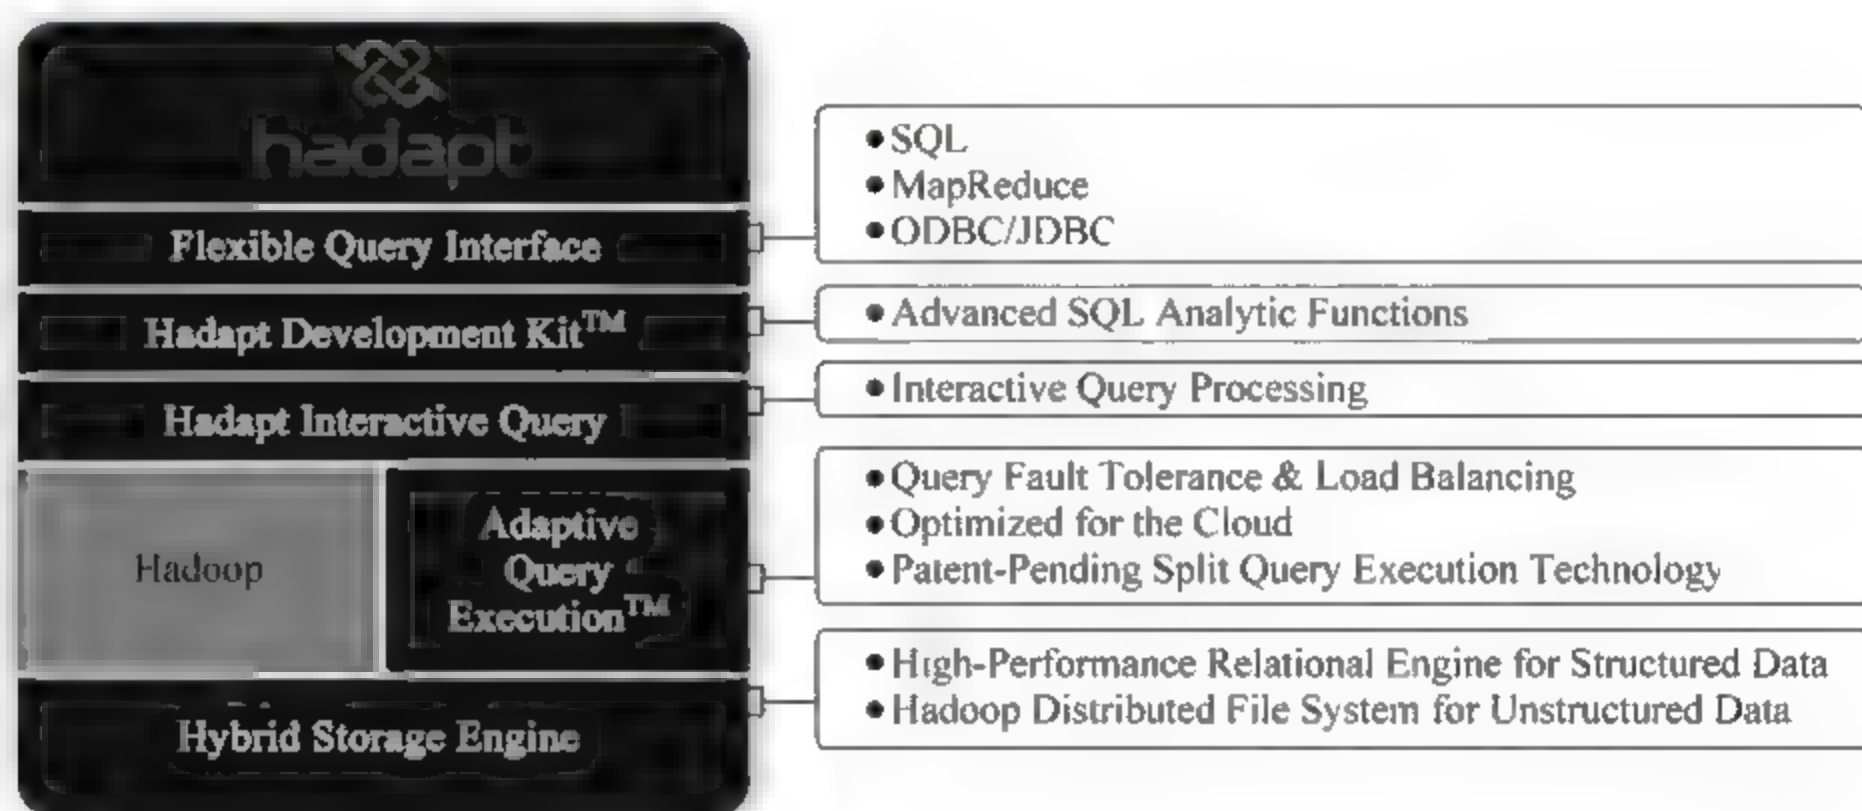 hadapt
Flexible Query Interface
• SQL
• MapReduce
• ODBC/JDBC
Hadapt Development Kit™
• Advanced SQL Analytic Functions
Hadapt Interactive Query
• Interactive Query Processing
Hadoop
Adaptive
Query
Execution™
• Query Fault Tolerance & Load Balancing
• Optimized for the Cloud
• Patent-Pending Split Query Execution Technology
Hybrid Storage Engine
• High-Performance Relational Engine for Structured Data
• Hadoop Distributed File System for Unstructured Data